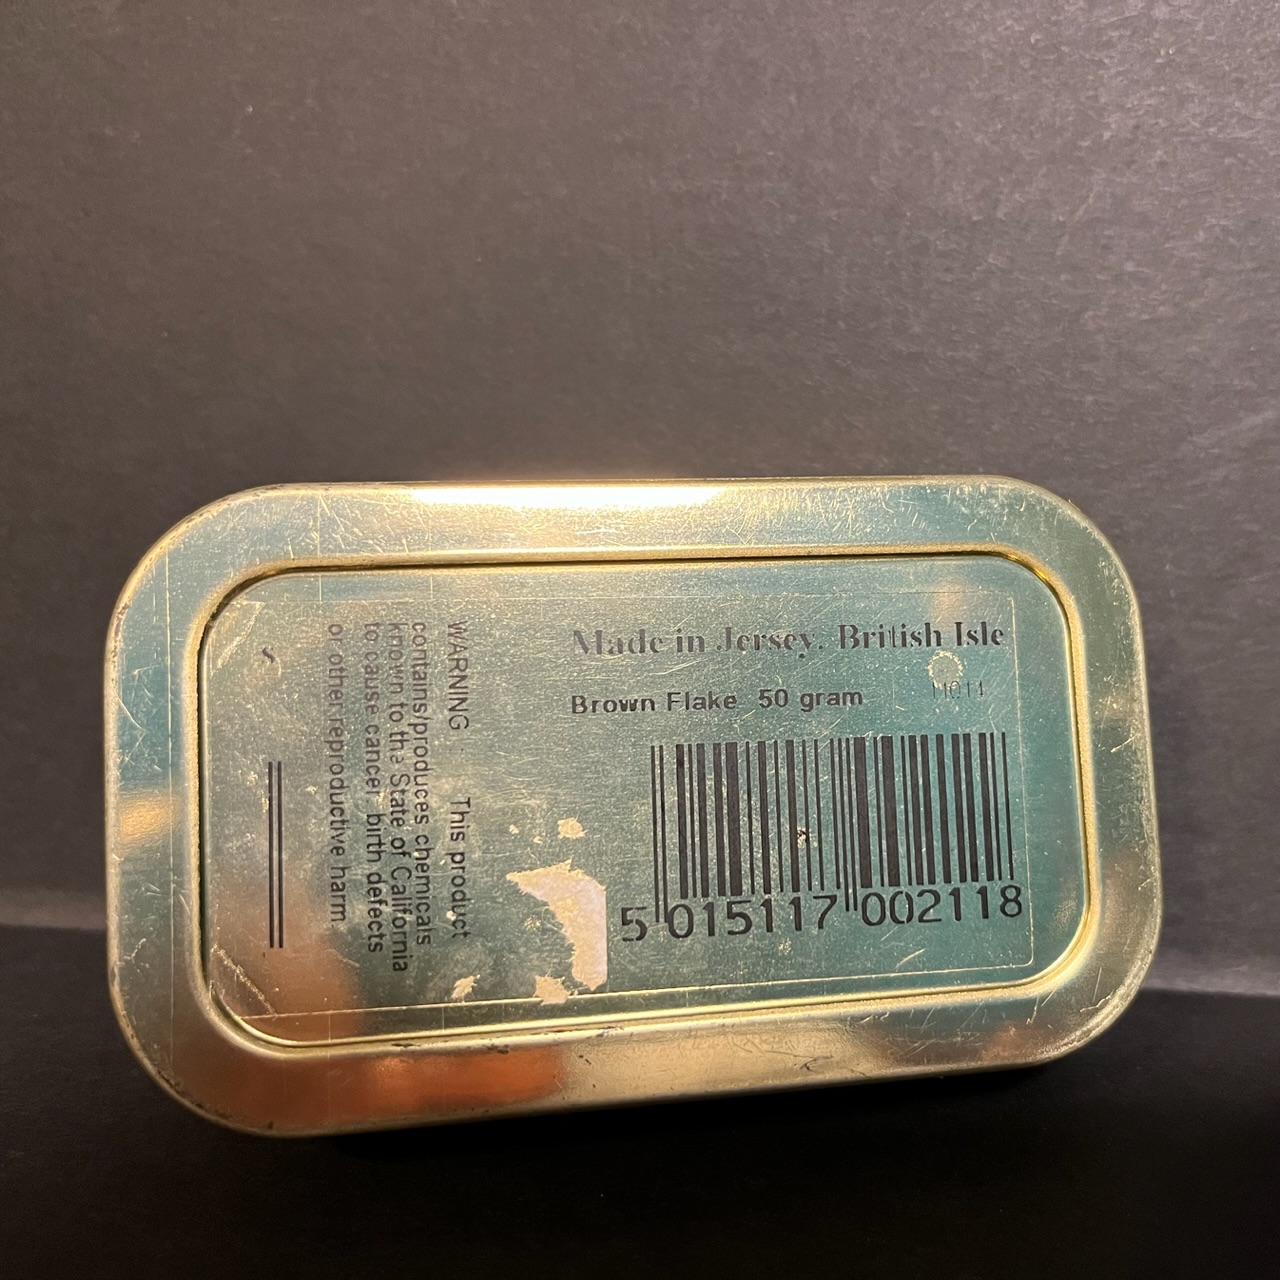 Made in Jersey. British Isle
Brown Flake 50 gram
5 015117 002118
WARNING : This product
contains/produces chemicals
known to the State of California
to cause cancer birth defects
or other reproductive harm.